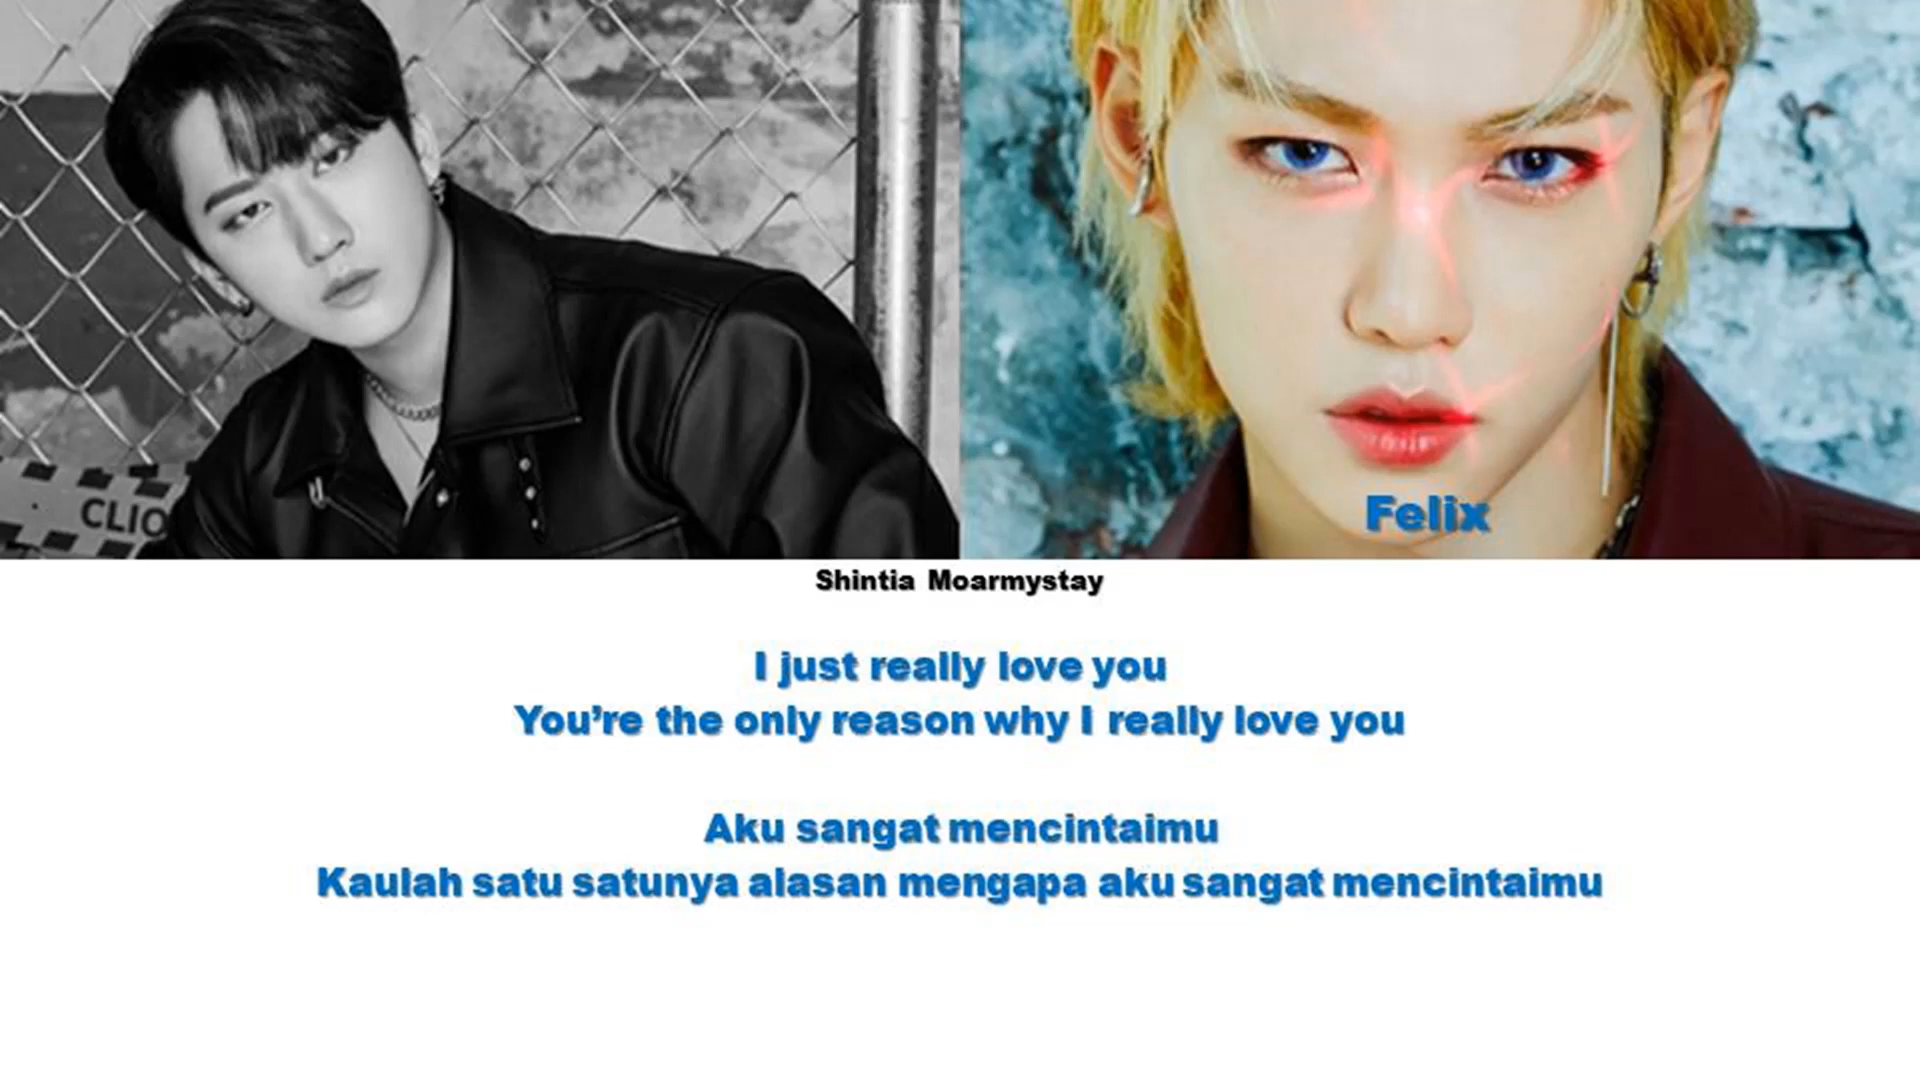 CLIO
Felix
Shintia Moarmystay
I just really love you
You’re the only reason why I really love you
Aku sangat mencintaimu
Kaulah satu satunya alasan mengapa aku sangat mencintaimu